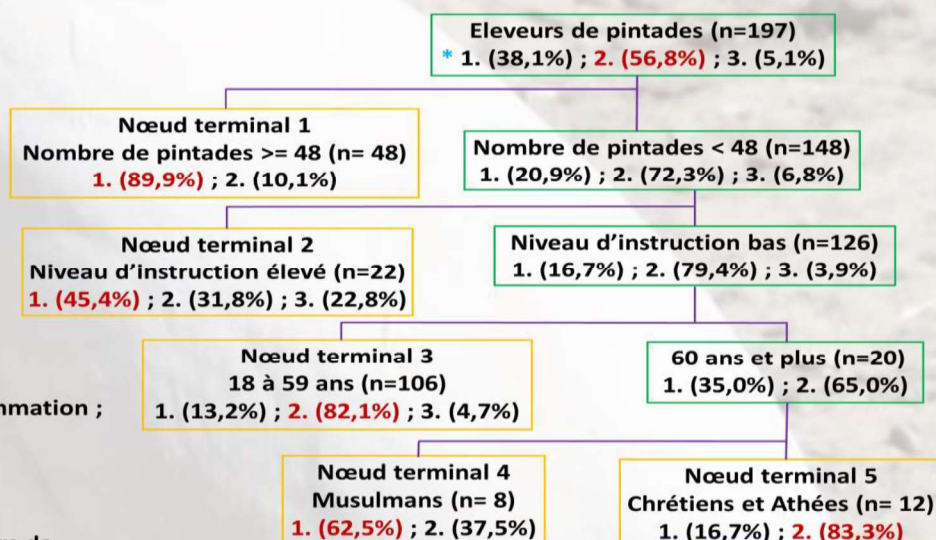 Eleveurs de pintades (n=197)
* 1. (38,1%) ; 2. (56,8%) ; 3. (5,1%)
Nœud terminal 1
Nombre de pintades >= 48 (n= 48)
1. (89,9%) ; 2. (10,1%)
Nombre de pintades < 48 (n=148)
1. (20,9%) ; 2. (72,3%) ; 3. (6,8%)
Nœud terminal 2
Niveau d’instruction élevé (n=22)
1. (45,4%) ; 2. (31,8%) ; 3. (22,8%)
Niveau d’instruction bas (n=126)
1. (16,7%) ; 2. (79,4%) ; 3. (3,9%)
Nœud terminal 3
18 à 59 ans (n=106)
1. (13,2%) ; 2. (82,1%) ; 3. (4,7%)
60 ans et plus (n=20)
1. (35,0%) ; 2. (65,0%)
Nœud terminal 4
Musulmans (n= 8)
1. (62,5%) ; 2. (37,5%)
Nœud terminal 5
Chrétiens et Athées (n= 12)
1. (16,7%) ; 2. (83,3%)